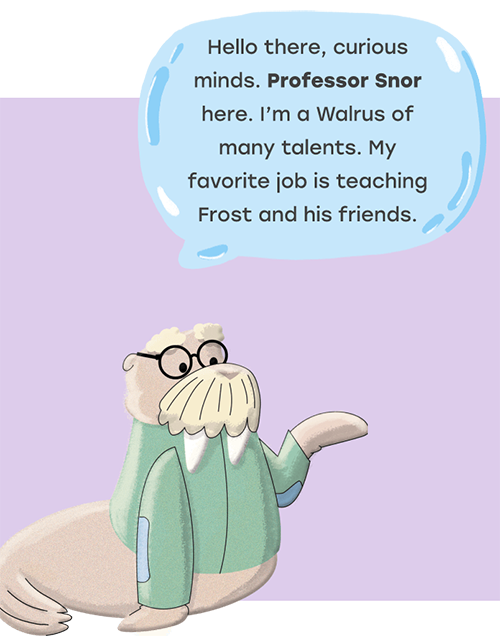 Hello there, curious
minds. Professor Snor
here. I'm a Walrus of
many talents. My
favorite job is teaching
Frost and his friends.